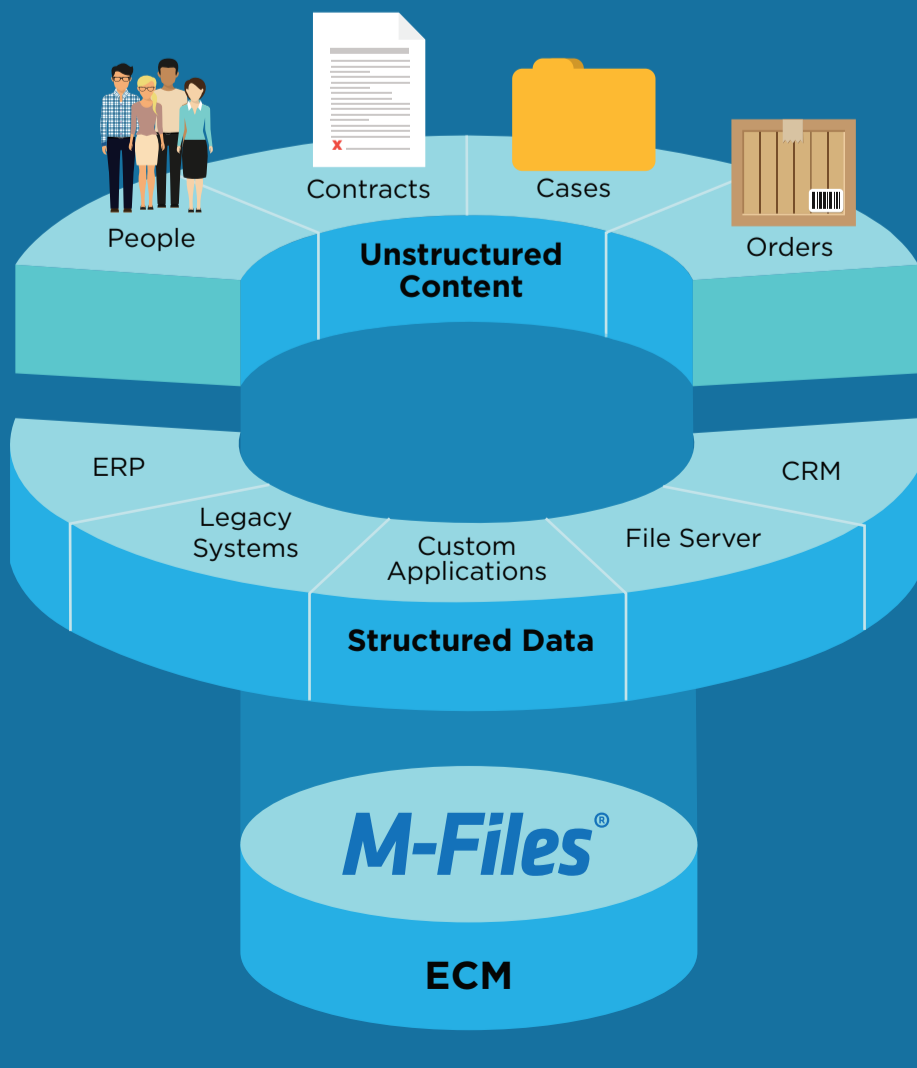 Contracts
Cases
People
Orders
Unstructured
Content
ERP
CRM
Legacy
Systems
File Server
Custom
Applications
Structured Data
M-Files®
ECM